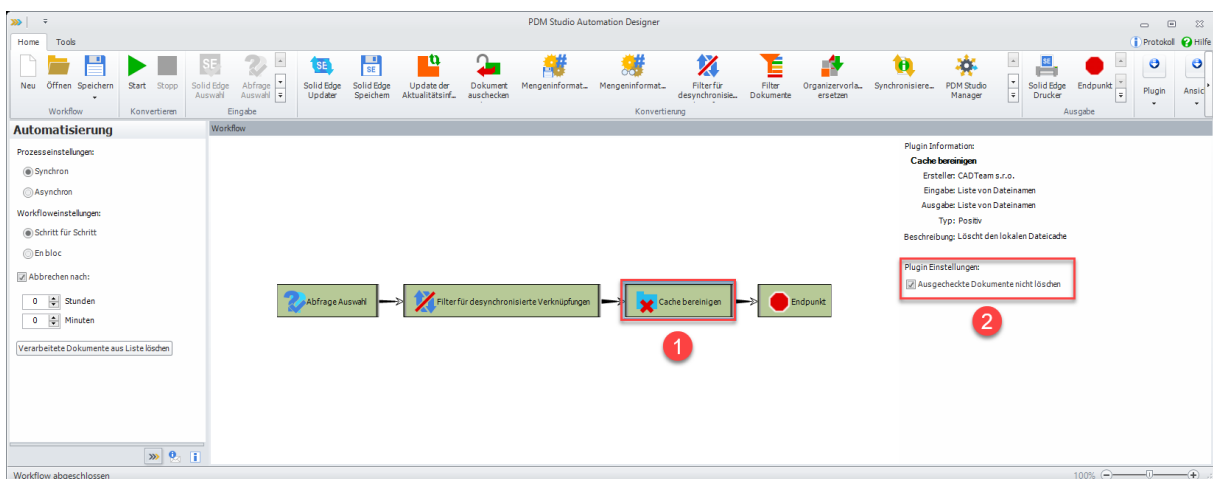 PDM Studio Automation Designer
Home Tools
Protokoll Hilfe
Neu Öffnen Speichern Start Stopp Solid Edge Auswahl Abfrage Auswahl Solid Edge Updater Solid Edge Speichern Update der Aktualitätsinf... Dokument auschecken Mengeninformat... Mengeninformat... Filter für desynchronisie... Filter Dokumente Organizervorla... ersetzen Synchronisiere... PDM Studio Manager Solid Edge Drucker Endpunkt Plugin Ansic
Workflow Konvertieren Eingabe Konvertierung Ausgabe
Automatisierung
Workflow
Prozesseinstellungen:
Synchron
Asynchron
Workfloweinstellungen:
Schritt für Schritt
En bloc
Abbrechen nach:
0 Stunden
0 Minuten
Verarbeitete Dokumente aus Liste löschen
Abfrage Auswahl
Filter für desynchronisierte Verknüpfungen
Cache bereinigen
Endpunkt
1
Plugin Information:
Cache bereinigen
Ersteller: CADTeam s.r.o.
Eingabe: Liste von Dateinamen
Ausgabe: Liste von Dateinamen
Typ: Positiv
Beschreibung: Löscht den lokalen Dateicache
Plugin Einstellungen:
Ausgecheckte Dokumente nicht löschen
2
Workflow abgeschlossen
100%